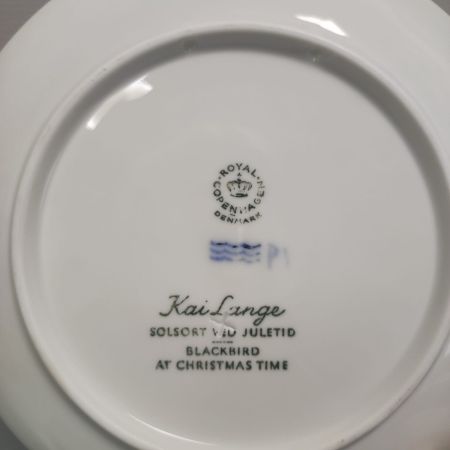 ROYAL
COPENHAGEN
DENMARK
Kai Lange
SOLSORT VED JULETID
BLACKBIRD
AT CHRISTMAS TIME